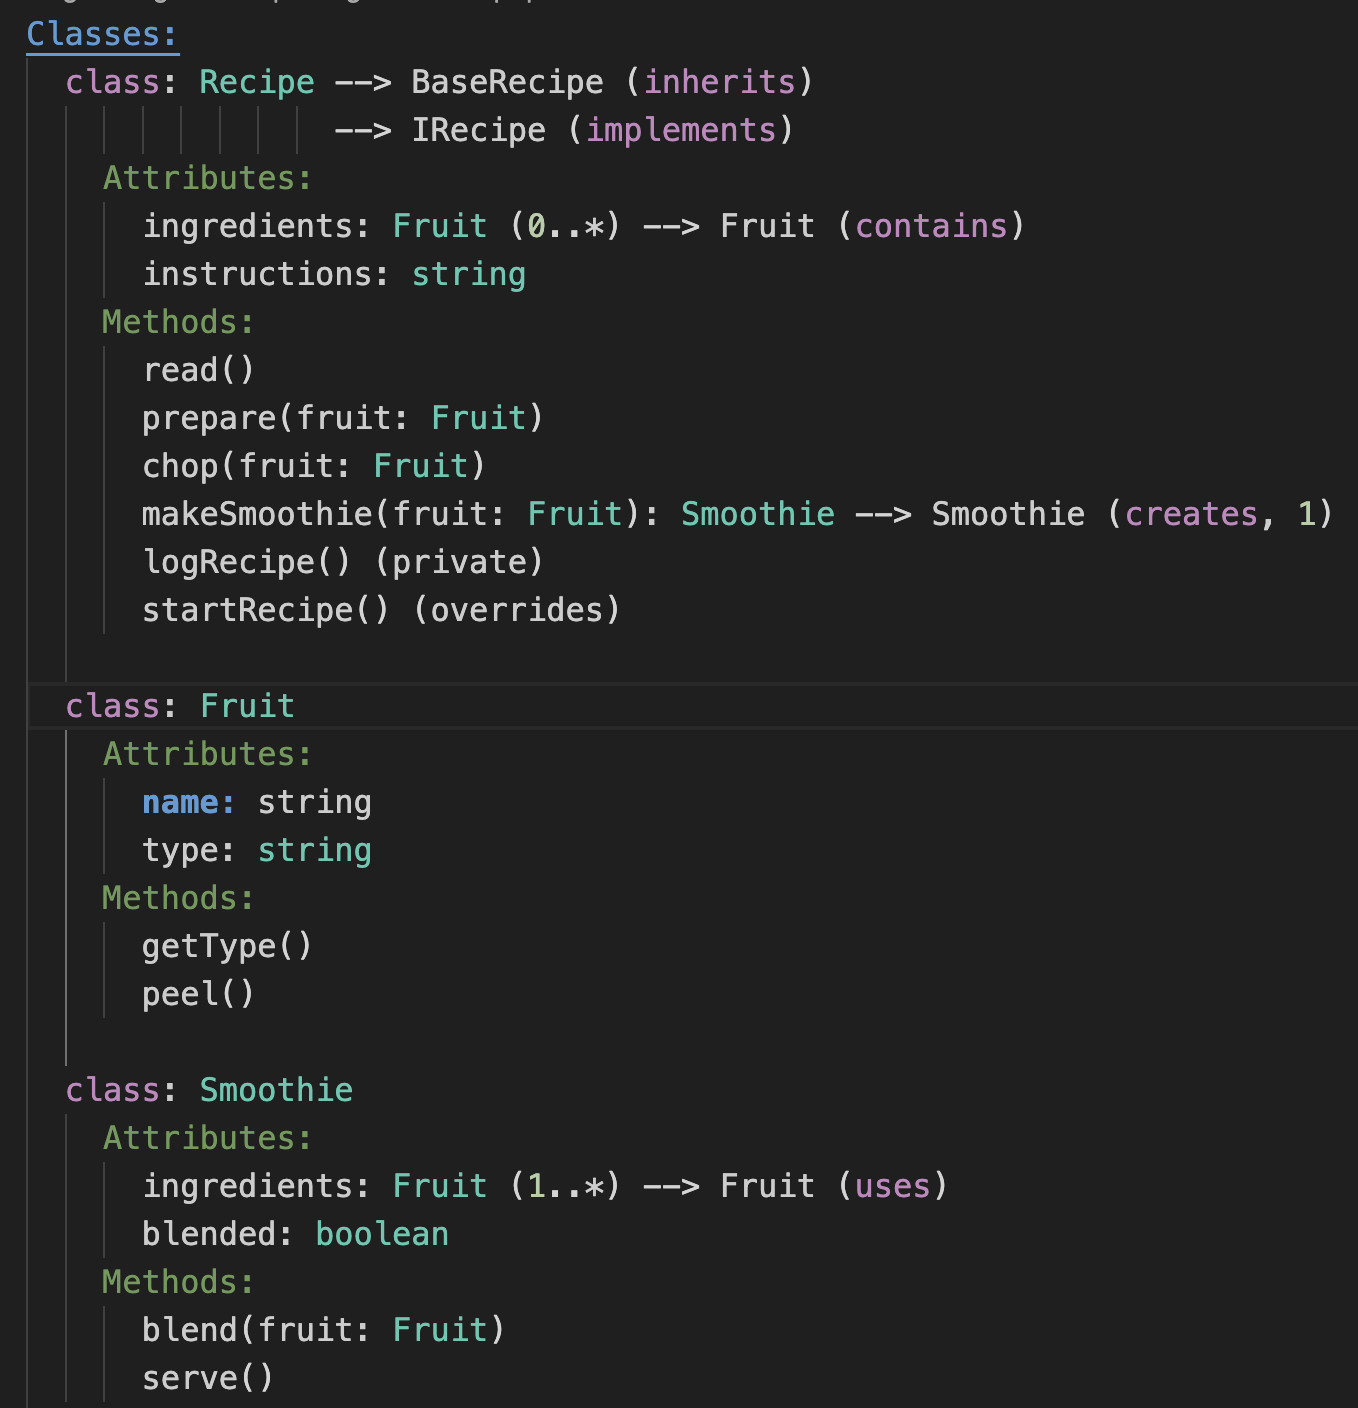 Classes:
class: Recipe --> BaseRecipe (inherits)
--> IRecipe (implements)
Attributes:
ingredients: Fruit (0..*) --> Fruit (contains)
instructions: string
Methods:
read()
prepare(fruit: Fruit)
chop(fruit: Fruit)
makeSmoothie(fruit: Fruit): Smoothie --> Smoothie (creates, 1)
logRecipe() (private)
startRecipe() (overrides)
class: Fruit
Attributes:
name: string
type: string
Methods:
getType()
peel()
class: Smoothie
Attributes:
ingredients: Fruit (1..*) --> Fruit (uses)
blended: boolean
Methods:
blend(fruit: Fruit)
serve()